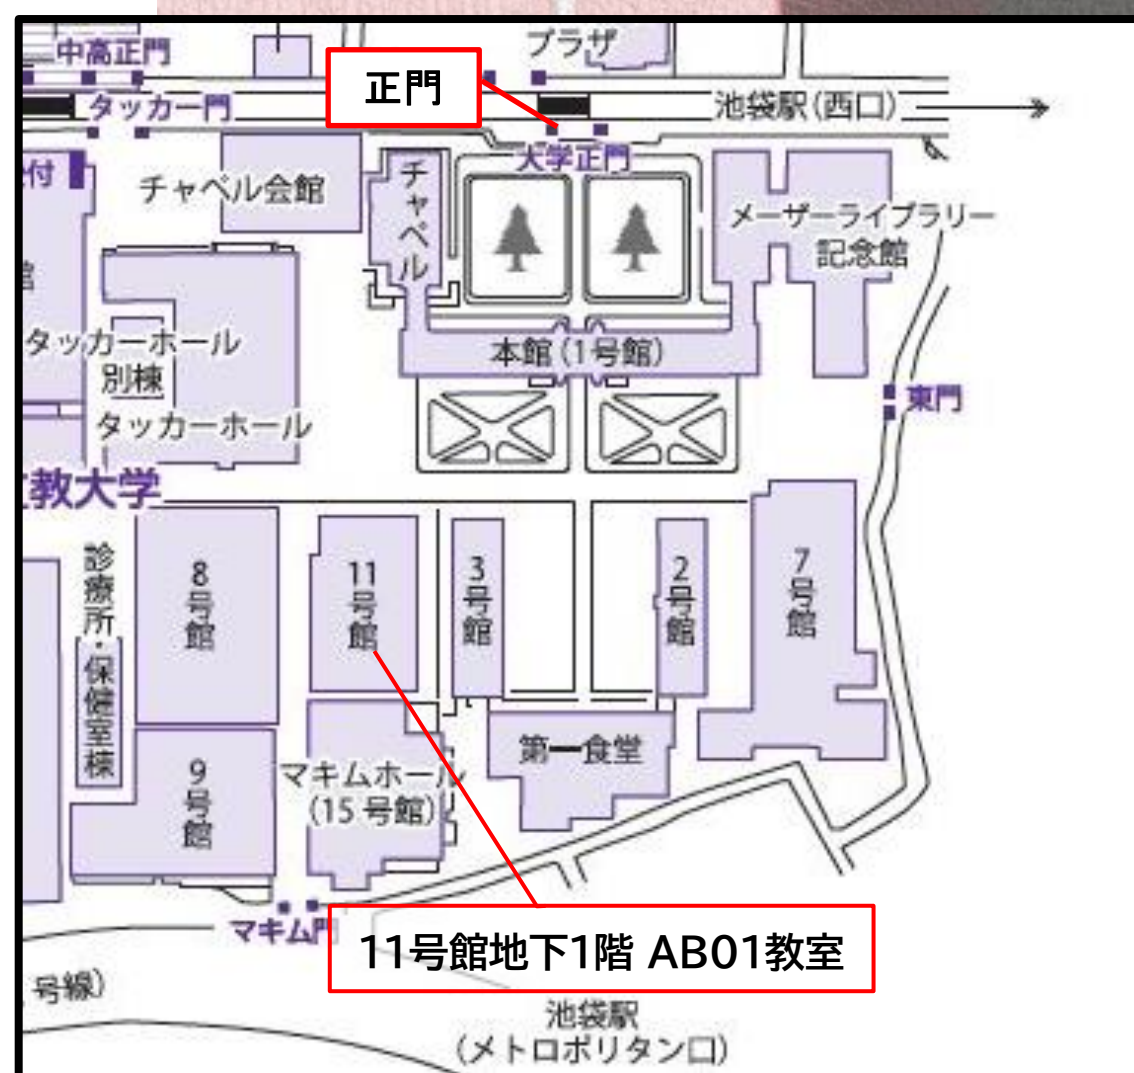 中高正門
プラザ
正門
タッカー門
池袋駅(西口)
大学正門
付
チャペル会館
チャペル
メーザーライブラリー
記念館
館
タッカーホール
別棟
本館(1号館)
東門
タッカーホール
教大学
診療所・保健室棟
8号館
11号館
3号館
2号館
7号館
第一食堂
9号館
マキムホール
(15号館)
マキム門
11号館地下1階 AB01教室
号線)
池袋駅
(メトロポリタン口)